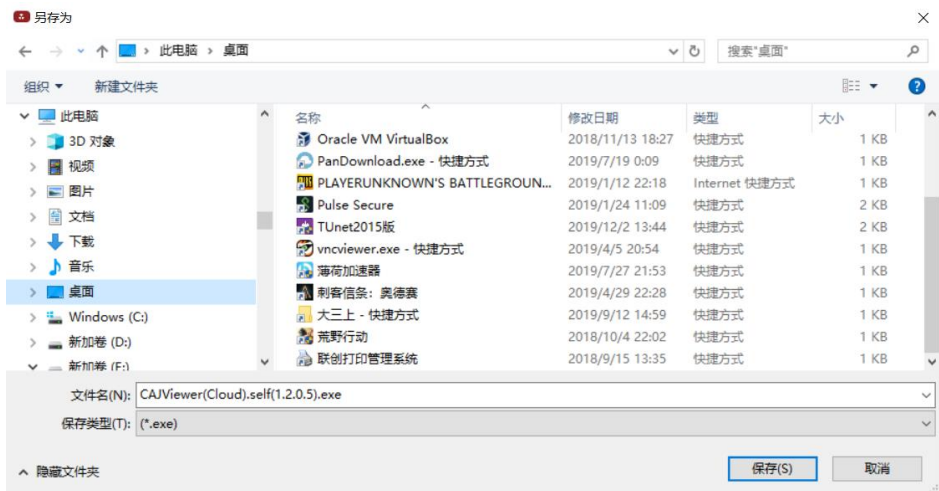 另存为
此电脑 › 桌面
搜索"桌面"
组织
新建文件夹
此电脑
3D 对象
视频
图片
文档
下载
音乐
桌面
Windows (C:)
新加卷 (D:)
新加卷 (E:)
名称 修改日期 类型 大小
Oracle VM VirtualBox 2018/11/13 18:27 快捷方式 1 KB
PanDownload.exe - 快捷方式 2019/7/19 0:09 快捷方式 1 KB
PLAYERUNKNOWN'S BATTLEGROUN... 2019/1/12 22:18 Internet 快捷方式 1 KB
Pulse Secure 2019/1/24 11:09 快捷方式 2 KB
TUnet2015版 2019/12/2 13:44 快捷方式 2 KB
vncviewer.exe - 快捷方式 2019/4/5 20:54 快捷方式 1 KB
薄荷加速器 2019/7/27 21:53 快捷方式 1 KB
刺客信条：奥德赛 2019/4/29 22:28 快捷方式 1 KB
大三上 - 快捷方式 2019/9/12 14:59 快捷方式 1 KB
荒野行动 2018/10/4 22:02 快捷方式 1 KB
联创打印管理系统 2018/9/15 13:35 快捷方式 1 KB
文件名(N): CAJViewer(Cloud).self(1.2.0.5).exe
保存类型(T): (*.exe)
隐藏文件夹
保存(S)
取消